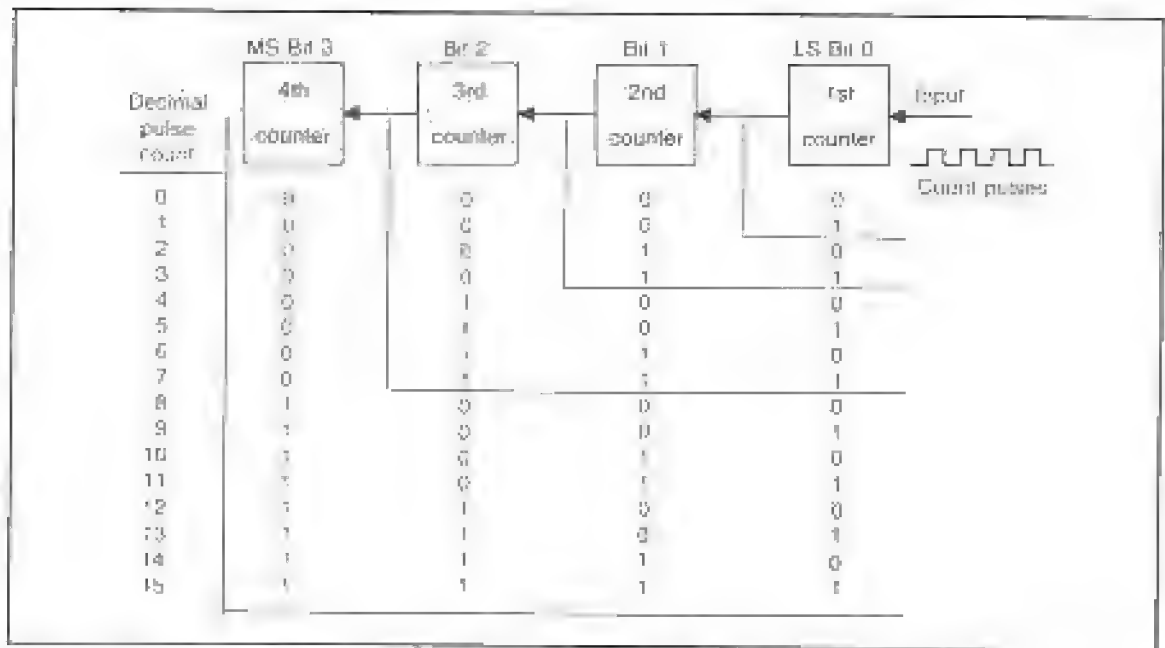 MS Bit 3 Bit 2 Bit 1 LS Bit 0
Decimal pulse count
4th counter
3rd counter
2nd counter
1st counter
Input
Count pulses
0 0 0 0 0
1 0 0 0 1
2 0 0 1 0
3 0 0 1 1
4 0 1 0 0
5 0 1 0 1
6 0 1 1 0
7 0 1 1 1
8 1 0 0 0
9 1 0 0 1
10 1 0 1 0
11 1 0 1 1
12 1 1 0 0
13 1 1 0 1
14 1 1 1 0
15 1 1 1 1